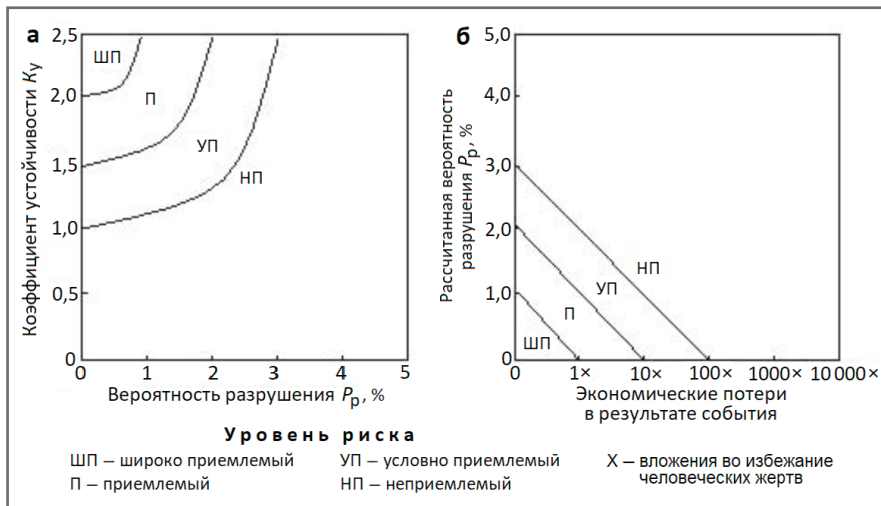 а
Коэффициент устойчивости Kу
2,5
2,0
1,5
1,0
0,5
0
ШП
П
УП
НП
0 1 2 3 4 5
Вероятность разрушения Pр, %
б
Рассчитанная вероятность
разрушения Pр, %
5,0
4,0
3,0
2,0
1,0
0
НП
УП
П
ШП
0 1× 10× 100× 1000× 10 000×
Экономические потери
в результате события
Уровень риска
ШП – широко приемлемый
П – приемлемый
УП – условно приемлемый
НП – неприемлемый
X – вложения во избежание
человеческих жертв